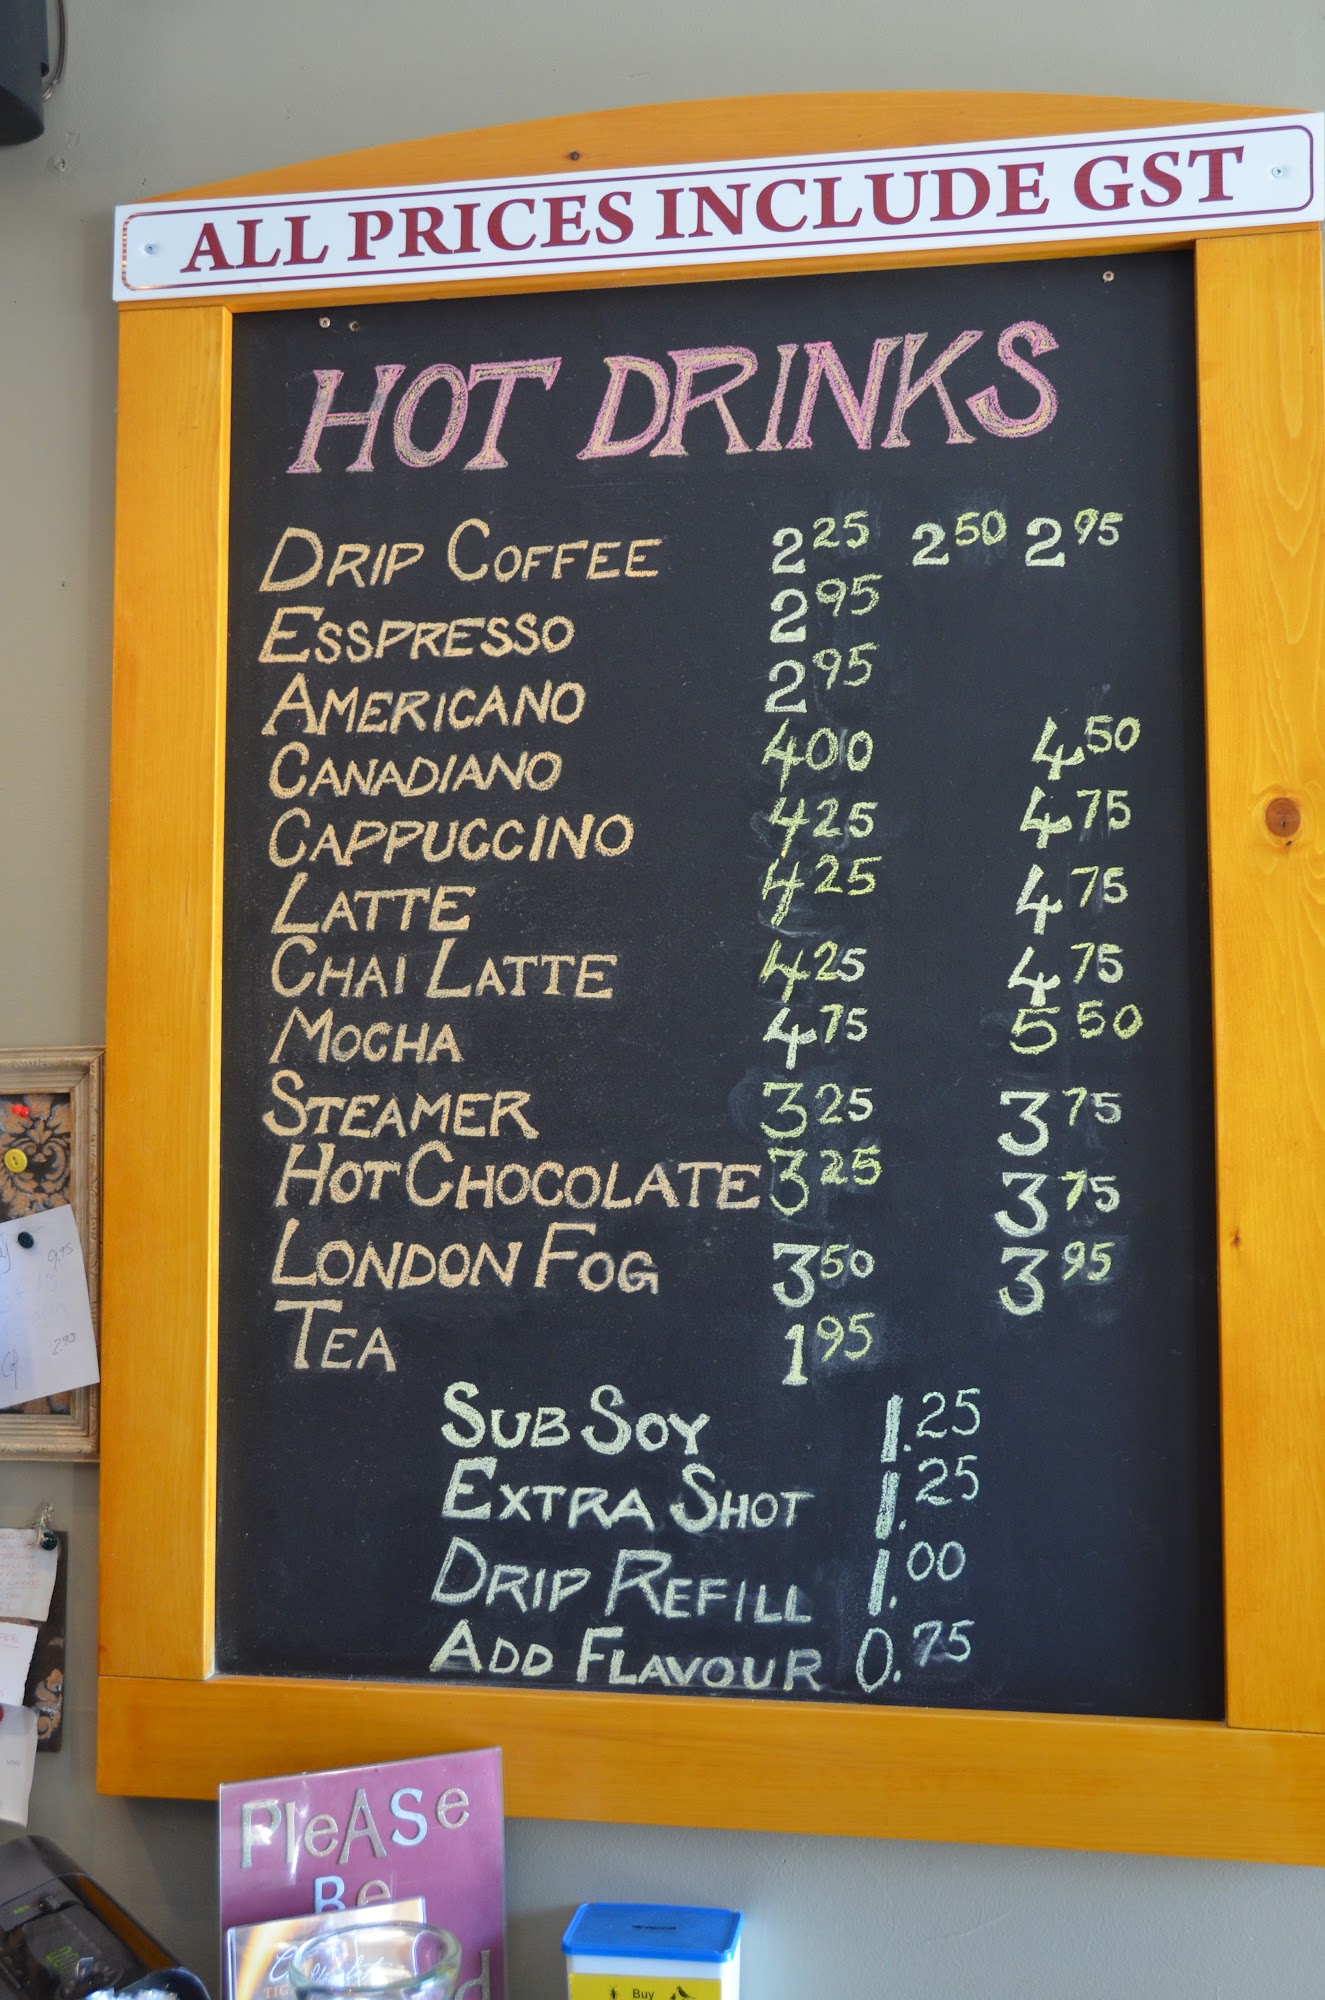 ALL PRICES INCLUDE GST
HOT DRINKS
DRIP COFFEE 2 25 2 50 2 95
ESSPRESSO 2 95
AMERICANO 2 95
CANADIANO 4 00 4 50
CAPPUCCINO 4 25 4 75
LATTE 4 25 4 75
CHAI LATTE 4 25 4 75
MOCHA 4 75 5 50
STEAMER 3 25 3 75
HOT CHOCOLATE 3 25 3 75
LONDON FOG 3 50 3 95
TEA 1 95
SUB SOY 1.25
EXTRA SHOT 1.25
DRIP REFILL 1.00
ADD FLAVOUR 0.75
PleASe
Be
Buy